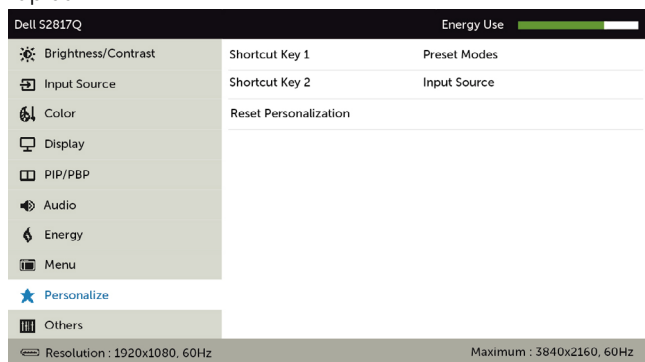 Dell S2817Q Energy Use
Brightness/Contrast Shortcut Key 1 Preset Modes
Input Source Shortcut Key 2 Input Source
Color Reset Personalization
Display
PIP/PBP
Audio
Energy
Menu
Personalize
Others
Resolution : 1920x1080, 60Hz Maximum : 3840x2160, 60Hz